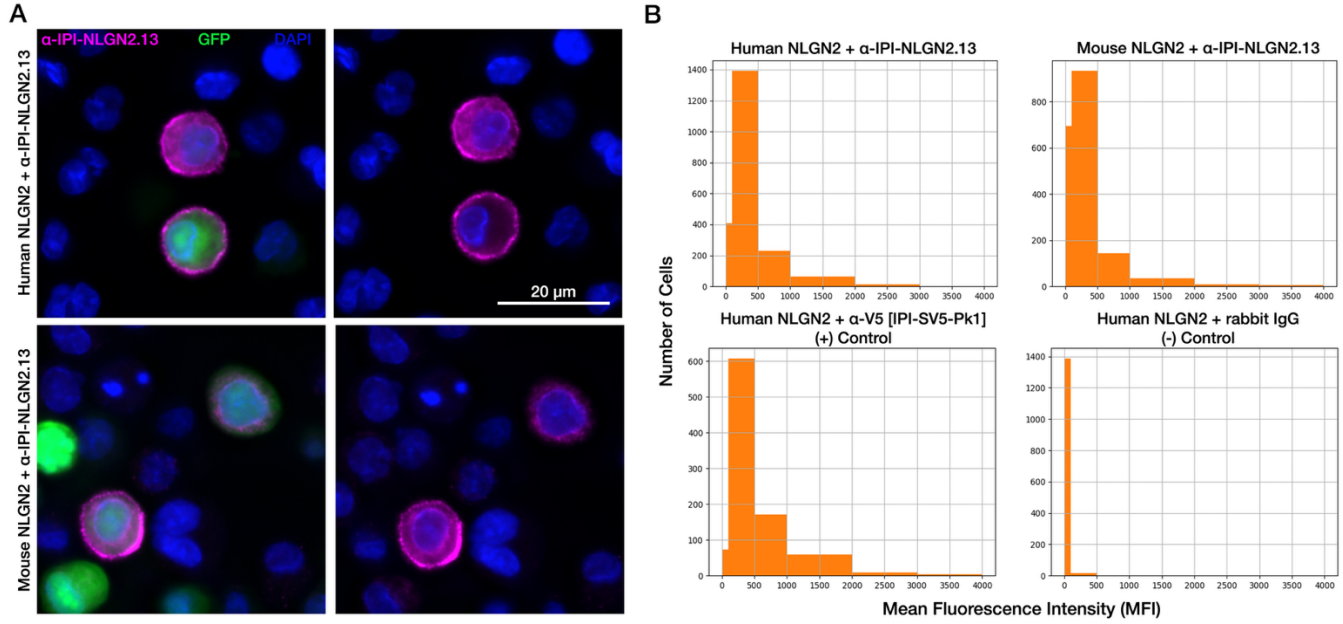 A
α-IPI-NLGN2.13 GFP DAPI
Human NLGN2 + α-IPI-NLGN2.13
20 µm
Mouse NLGN2 + α-IPI-NLGN2.13
B
Number of Cells
Human NLGN2 + α-IPI-NLGN2.13
1400
1200
1000
800
600
400
200
0
0 500 1000 1500 2000 2500 3000 3500 4000
Mouse NLGN2 + α-IPI-NLGN2.13
800
600
400
200
0
0 500 1000 1500 2000 2500 3000 3500 4000
Human NLGN2 + α-V5 [IPI-SV5-Pk1]
(+) Control
600
500
400
300
200
100
0
0 500 1000 1500 2000 2500 3000 3500 4000
Human NLGN2 + rabbit IgG
(-) Control
1400
1200
1000
800
600
400
200
0
0 500 1000 1500 2000 2500 3000 3500 4000
Mean Fluorescence Intensity (MFI)